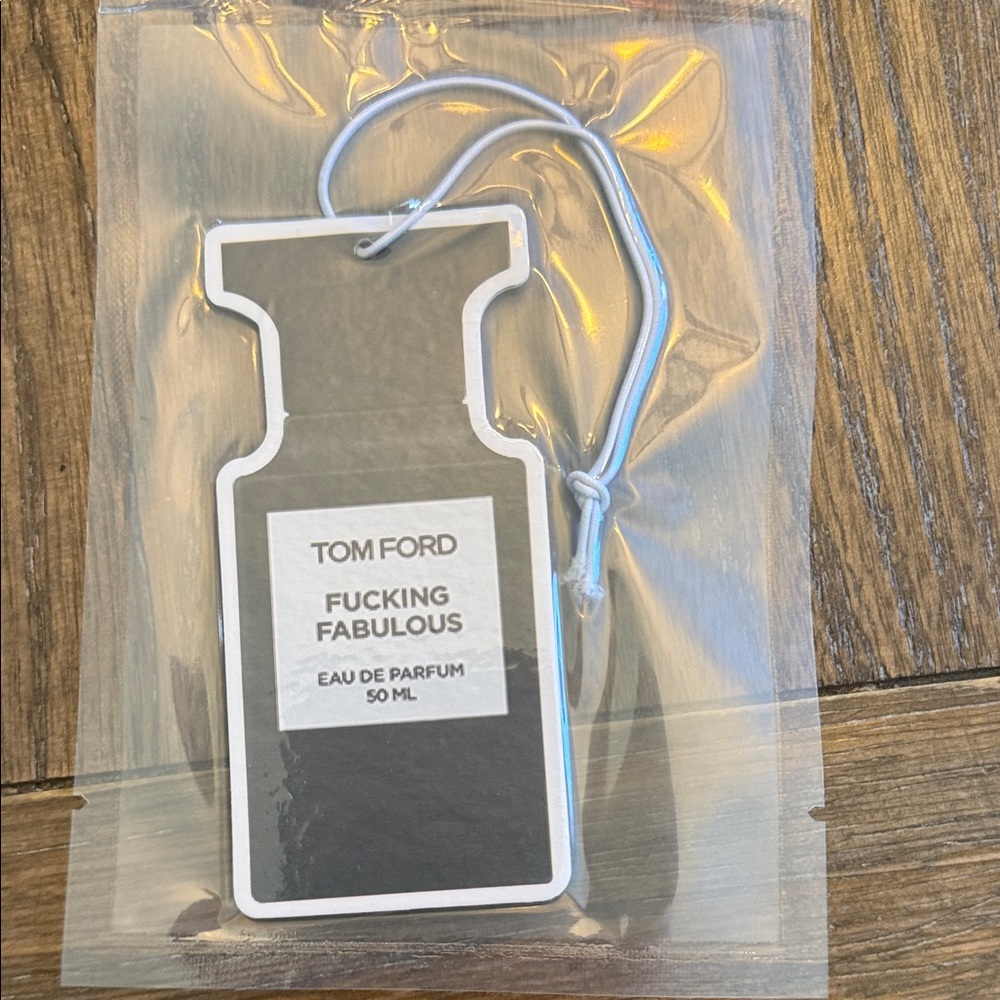 TOM FORD
FUCKING
FABULOUS
EAU DE PARFUM
50 ML